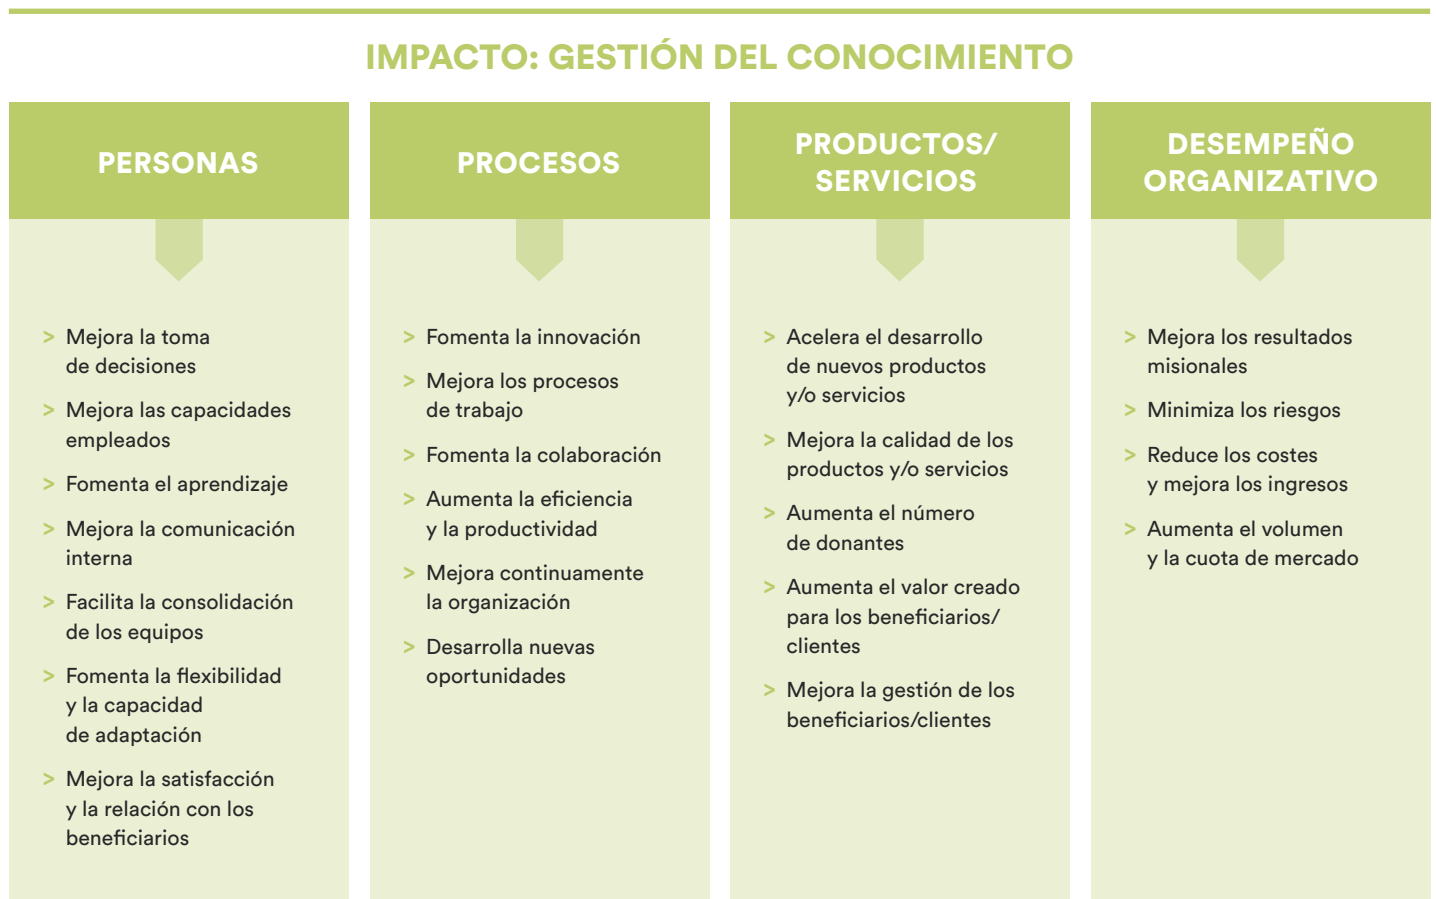 IMPACTO: GESTIÓN DEL CONOCIMIENTO
PERSONAS
> Mejora la toma
de decisiones
> Mejora las capacidades
empleados
> Fomenta el aprendizaje
> Mejora la comunicación
interna
> Facilita la consolidación
de los equipos
> Fomenta la flexibilidad
y la capacidad
de adaptación
> Mejora la satisfacción
y la relación con los
beneficiarios
PROCESOS
> Fomenta la innovación
> Mejora los procesos
de trabajo
> Fomenta la colaboración
> Aumenta la eficiencia
y la productividad
> Mejora continuamente
la organización
> Desarrolla nuevas
oportunidades
PRODUCTOS/
SERVICIOS
> Acelera el desarrollo
de nuevos productos
y/o servicios
> Mejora la calidad de los
productos y/o servicios
> Aumenta el número
de donantes
> Aumenta el valor creado
para los beneficiarios/
clientes
> Mejora la gestión de los
beneficiarios/clientes
DESEMPEÑO
ORGANIZATIVO
> Mejora los resultados
misionales
> Minimiza los riesgos
> Reduce los costes
y mejora los ingresos
> Aumenta el volumen
y la cuota de mercado